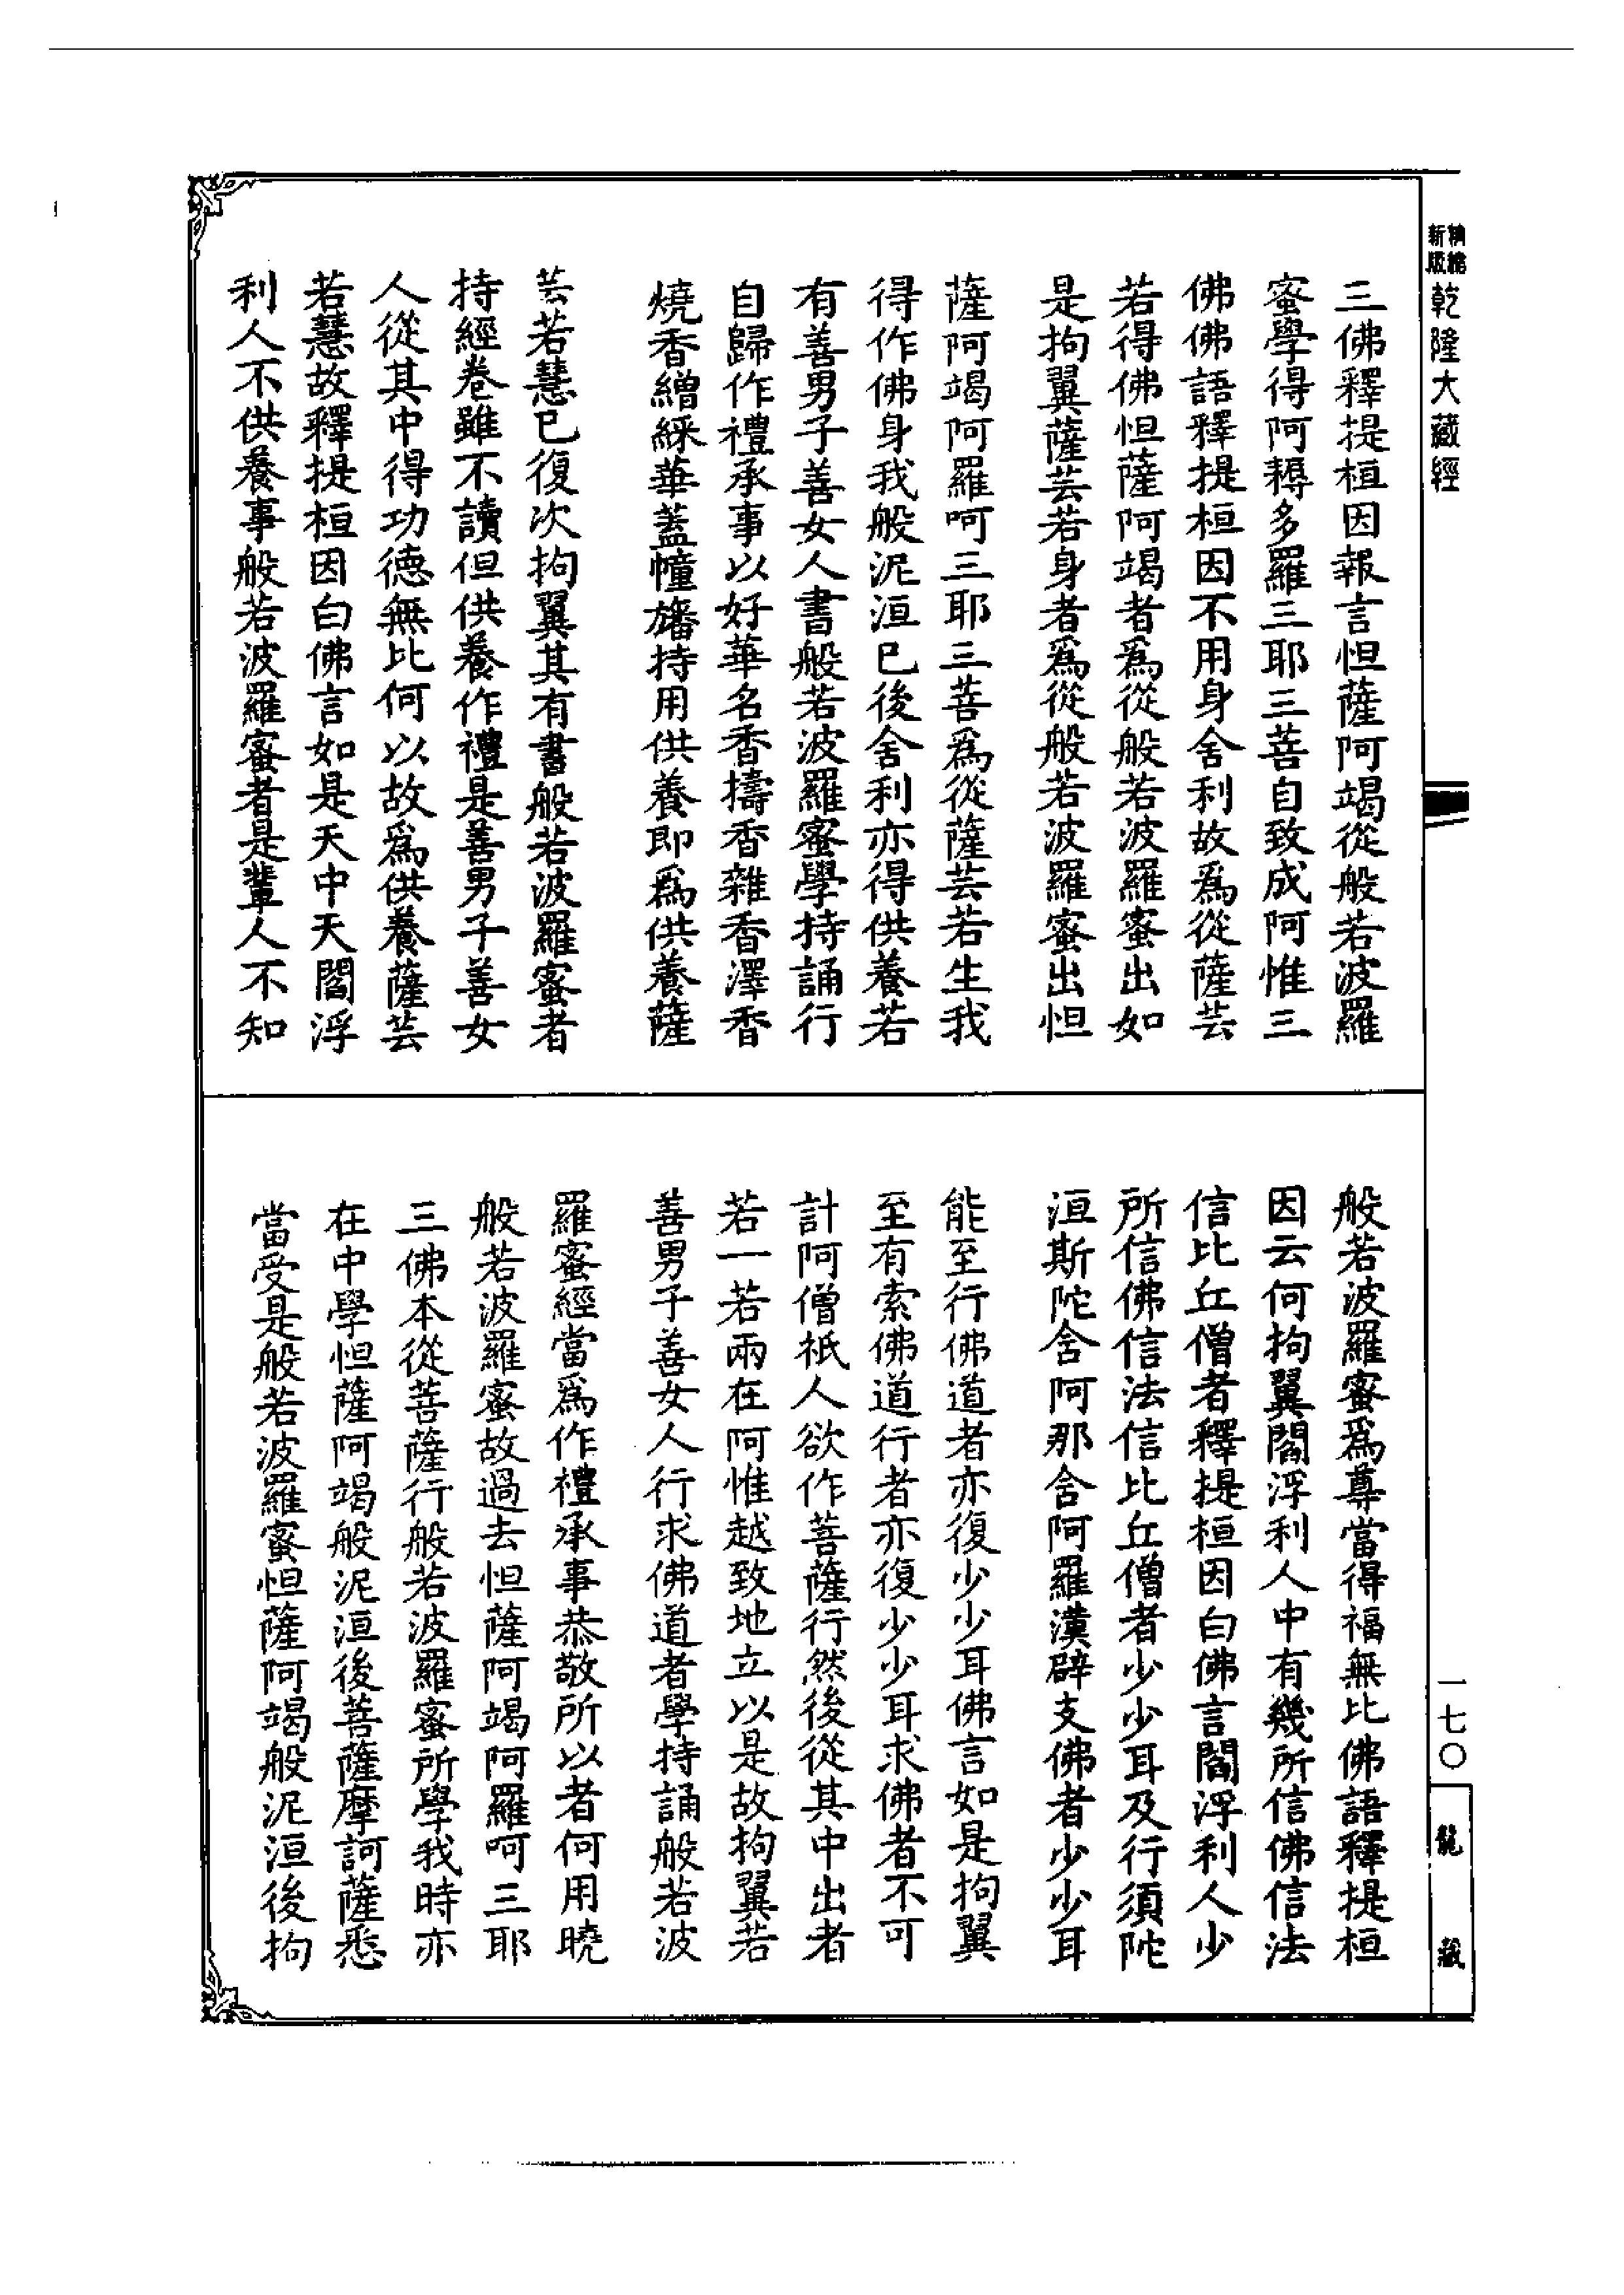 精縮新版乾隆大藏經
三佛釋提桓因報言怛薩阿竭從般若波羅
蜜學得阿耨多羅三耶三菩自致成阿惟三
佛佛語釋提桓因不用身舍利故爲從薩芸
若得佛怛薩阿竭者爲從般若波羅蜜出如
是拘翼薩芸若身者爲從般若波羅蜜出怛
薩阿竭阿羅呵三耶三菩爲從薩芸若生我
得作佛身我般泥洹已後舍利亦得供養若
有善男子善女人書般若波羅蜜學持誦行
自歸作禮承事以好華名香擣香雜香澤香
燒香繒綵華蓋幢旛持用供養即爲供養薩
芸若慧已復次拘翼其有書般若波羅蜜者
持經卷雖不讀但供養作禮是善男子善女
人從其中得功德無比何以故爲供養薩芸
若慧故釋提桓因白佛言如是天中天閻浮
利人不供養事般若波羅蜜者是輩人不知
般若波羅蜜爲尊當得福無比佛語釋提桓
因云何拘翼閻浮利人中有幾所信佛信法
信比丘僧者釋提桓因白佛言閻浮利人少
所信佛信法信比丘僧者少少耳及行須陀
洹斯陀含阿那含阿羅漢辟支佛者少少耳
能至行佛道者亦復少少耳佛言如是拘翼
至有索佛道行者亦復少少耳求佛者不可
計阿僧祇人欲作菩薩行然後從其中出者
若一若兩在阿惟越致地立以是故拘翼若
善男子善女人行求佛道者學持誦般若波
羅蜜經當爲作禮承事恭敬所以者何用曉
般若波羅蜜故過去怛薩阿竭阿羅呵三耶
三佛本從菩薩行般若波羅蜜所學我時亦
在中學怛薩阿竭般泥洹後菩薩摩訶薩悉
當受是般若波羅蜜怛薩阿竭般泥洹後拘
一七〇
龍藏